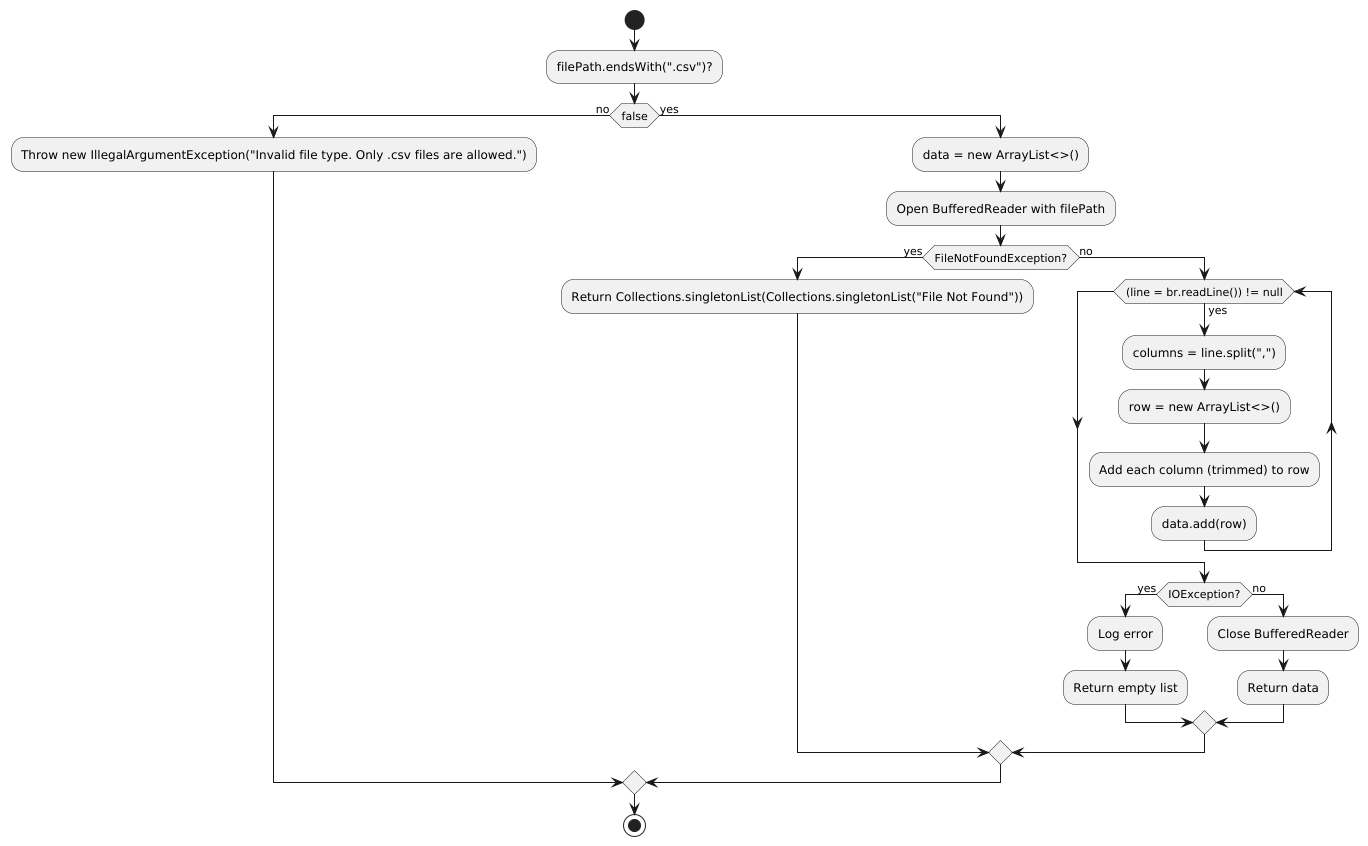 filePath.endsWith(".csv")?
no
false
yes
Throw new IllegalArgumentException("Invalid file type. Only .csv files are allowed.")
data = new ArrayList<>()
Open BufferedReader with filePath
yes
FileNotFoundException?
no
Return Collections.singletonList(Collections.singletonList("File Not Found"))
(line = br.readLine()) != null
yes
columns = line.split(",")
row = new ArrayList<>()
Add each column (trimmed) to row
data.add(row)
yes
IOException?
no
Log error
Close BufferedReader
Return empty list
Return data